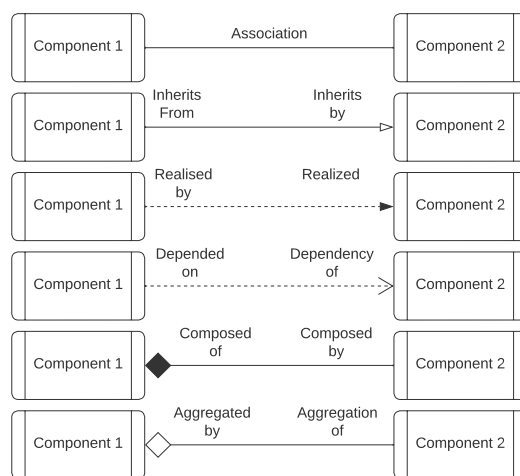 Component 1
Association
Component 2
Component 1
Inherits
From
Inherits
by
Component 2
Component 1
Realised
by
Realized
Component 2
Component 1
Depended
on
Dependency
of
Component 2
Component 1
Composed
of
Composed
by
Component 2
Component 1
Aggregated
by
Aggregation
of
Component 2